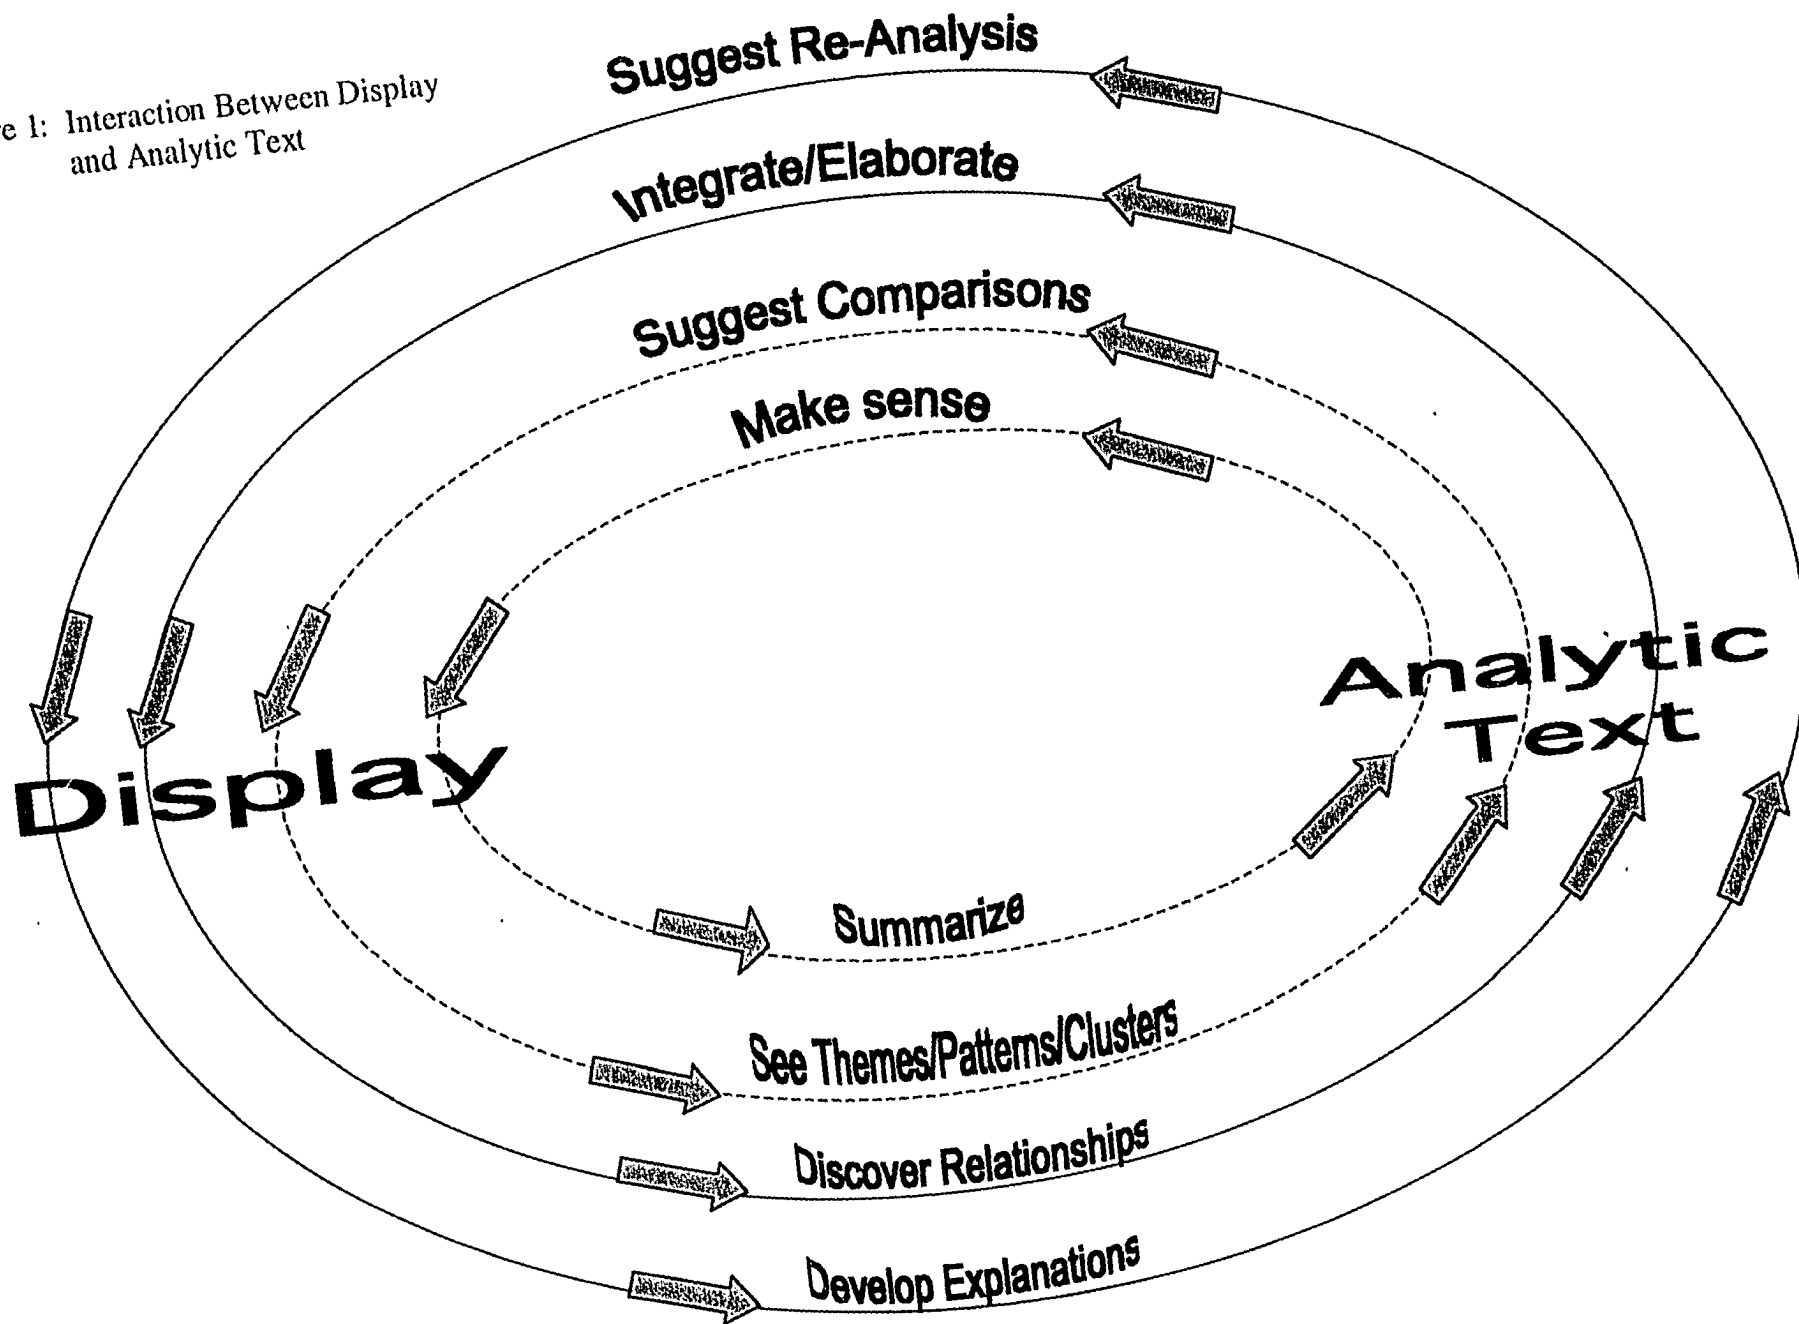 re 1: Interaction Between Display
and Analytic Text
Suggest Re-Analysis
Integrate/Elaborate
Suggest Comparisons
Make sense
Analytic
Text
Display
Summarize
See Themes/Patterns/Clusters
Discover Relationships
Develop Explanations